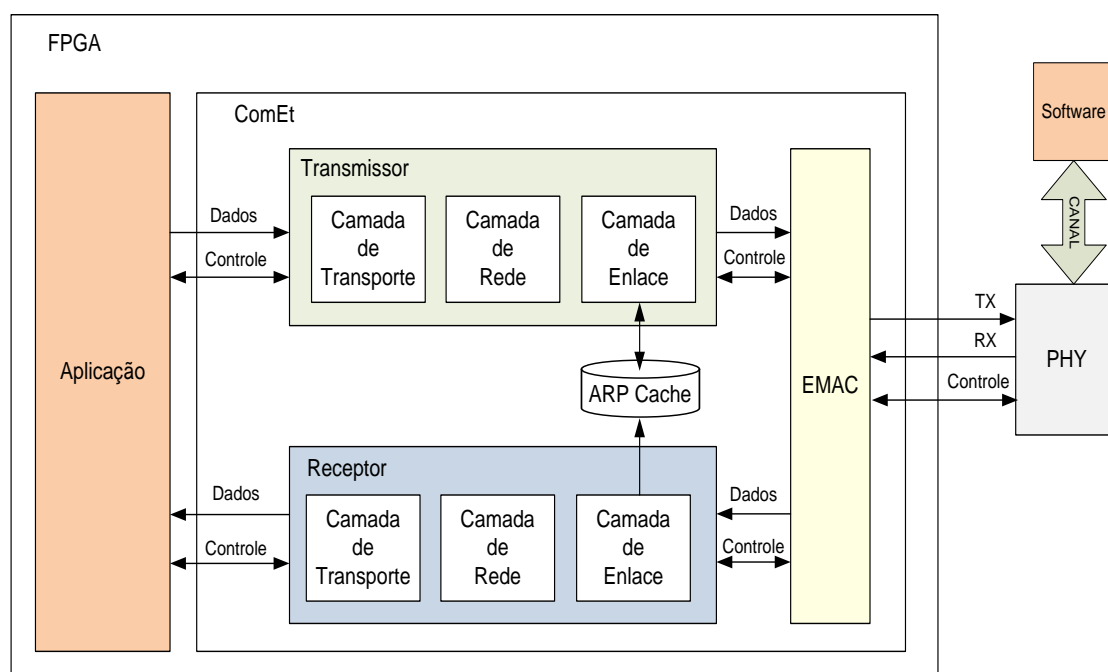 FPGA
ComEt
Software
CANAL
Aplicação
Transmissor
Camada
de
Transporte
Camada
de
Rede
Camada
de
Enlace
Dados
Controle
Dados
Controle
ARP Cache
EMAC
TX
RX
Controle
PHY
Receptor
Camada
de
Transporte
Camada
de
Rede
Camada
de
Enlace
Dados
Controle
Dados
Controle